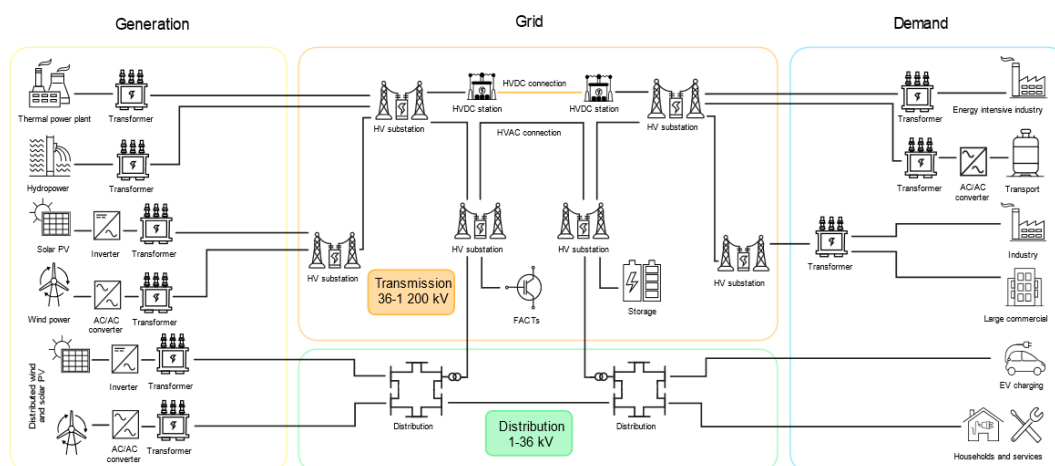 Generation
Grid
Demand
Thermal power plant
Transformer
HV substation
HVDC station
HVDC connection
HVDC station
HV substation
Transformer
Energy intensive industry
HVAC connection
Hydropower
Transformer
Transformer
AC/AC
converter
Transport
Solar PV
Inverter
Transformer
HV substation
HV substation
HV substation
HV substation
Transformer
Industry
Transmission
36-1 200 kV
FACTs
Storage
Wind power
AC/AC
converter
Transformer
Large commercial
Distributed wind
and solar PV
Inverter
Transformer
EV charging
AC/AC
converter
Transformer
Distribution
Distribution
1-36 kV
Distribution
Households and services